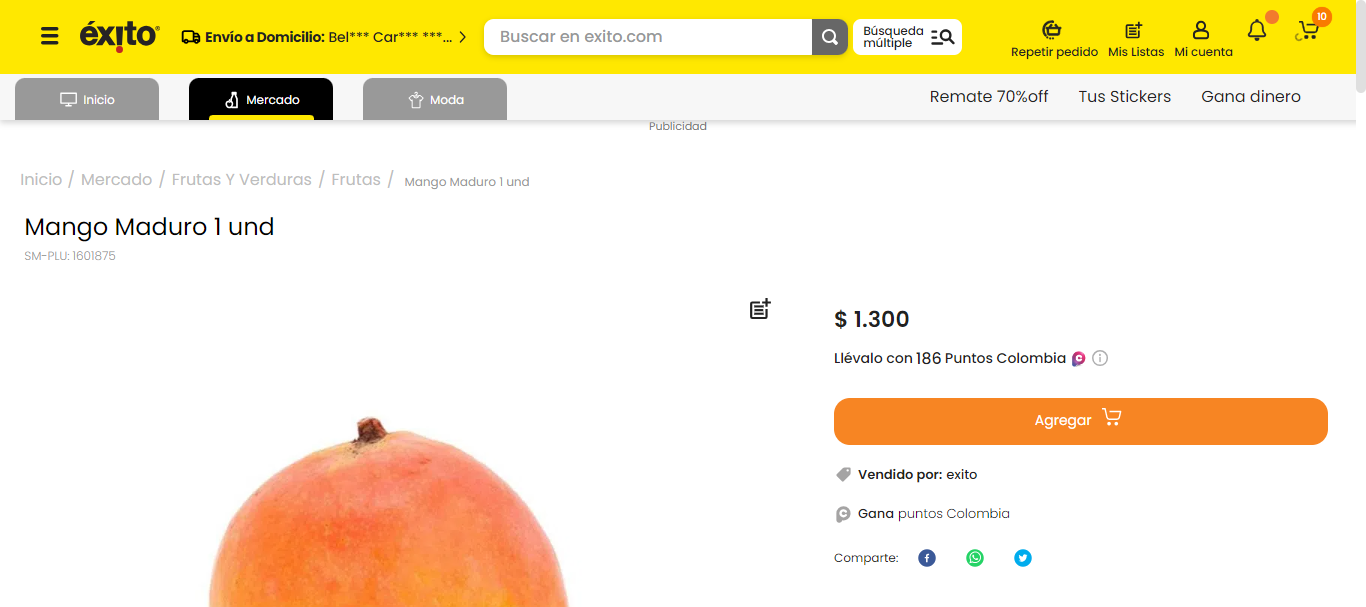 éxito
Envío a Domicilio: Bel*** Car*** ***...
Buscar en exito.com
Búsqueda
múltiple
Repetir pedido
Mis Listas
Mi cuenta
10
Inicio
Mercado
Moda
Remate 70%off
Tus Stickers
Gana dinero
Publicidad
Inicio / Mercado / Frutas Y Verduras / Frutas / Mango Maduro 1 und
Mango Maduro 1 und
SM-PLU: 1601875
$ 1.300
Llévalo con 186 Puntos Colombia
Agregar
Vendido por: exito
Gana puntos Colombia
Comparte: